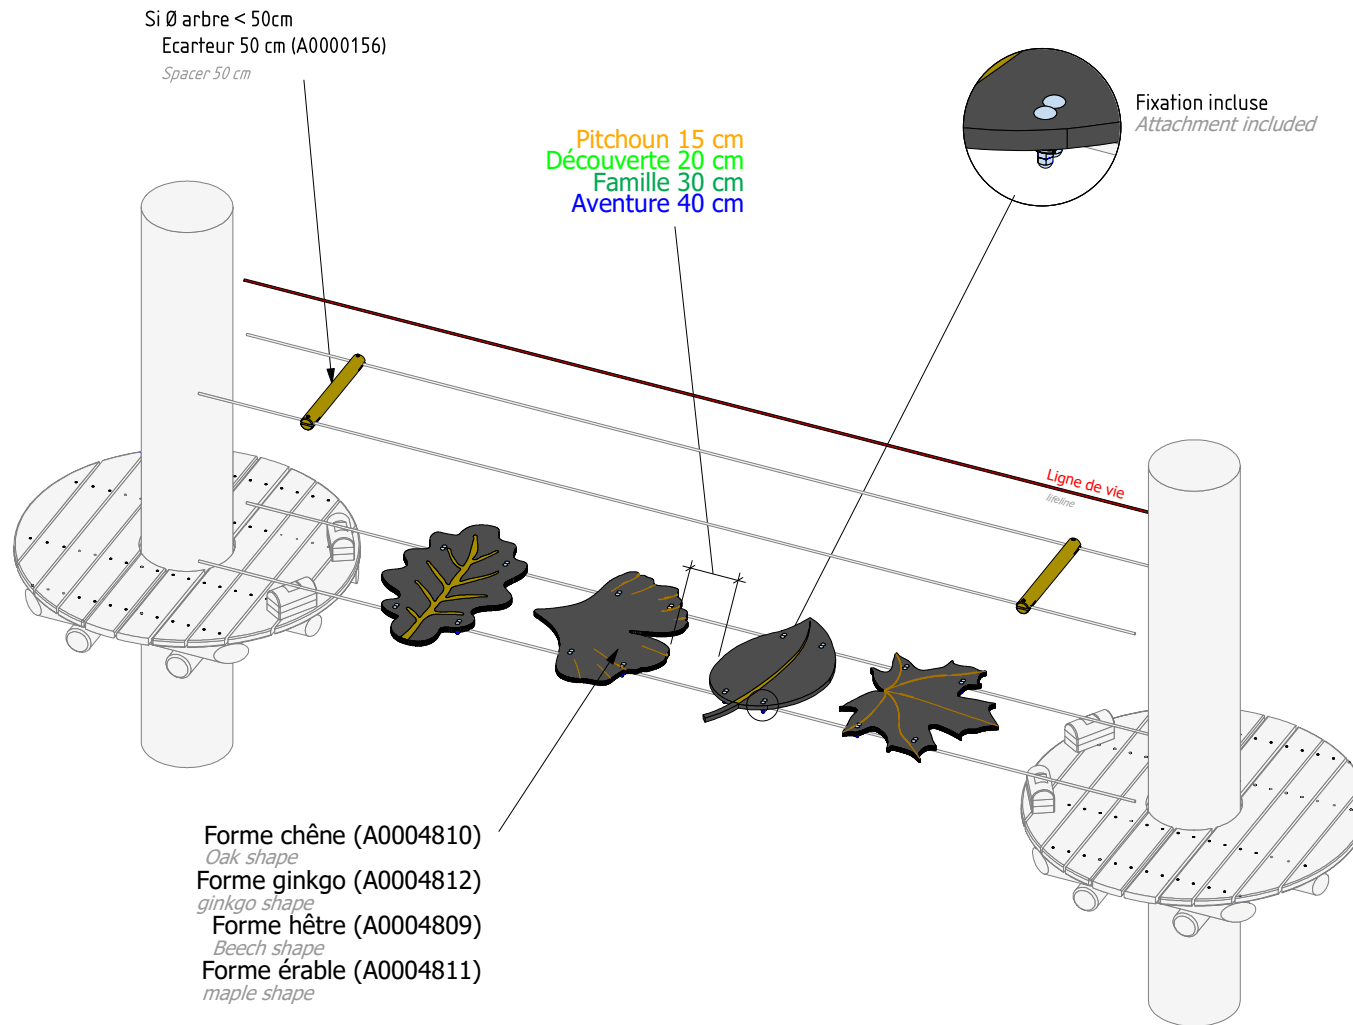 Si Ø arbre < 50cm
Ecarteur 50 cm (A0000156)
Spacer 50 cm
Pitchoun 15 cm
Découverte 20 cm
Famille 30 cm
Aventure 40 cm
Fixation incluse
Attachment included
Ligne de vie
lifeline
Forme chêne (A0004810)
Oak shape
Forme ginkgo (A0004812)
ginkgo shape
Forme hêtre (A0004809)
Beech shape
Forme érable (A0004811)
maple shape